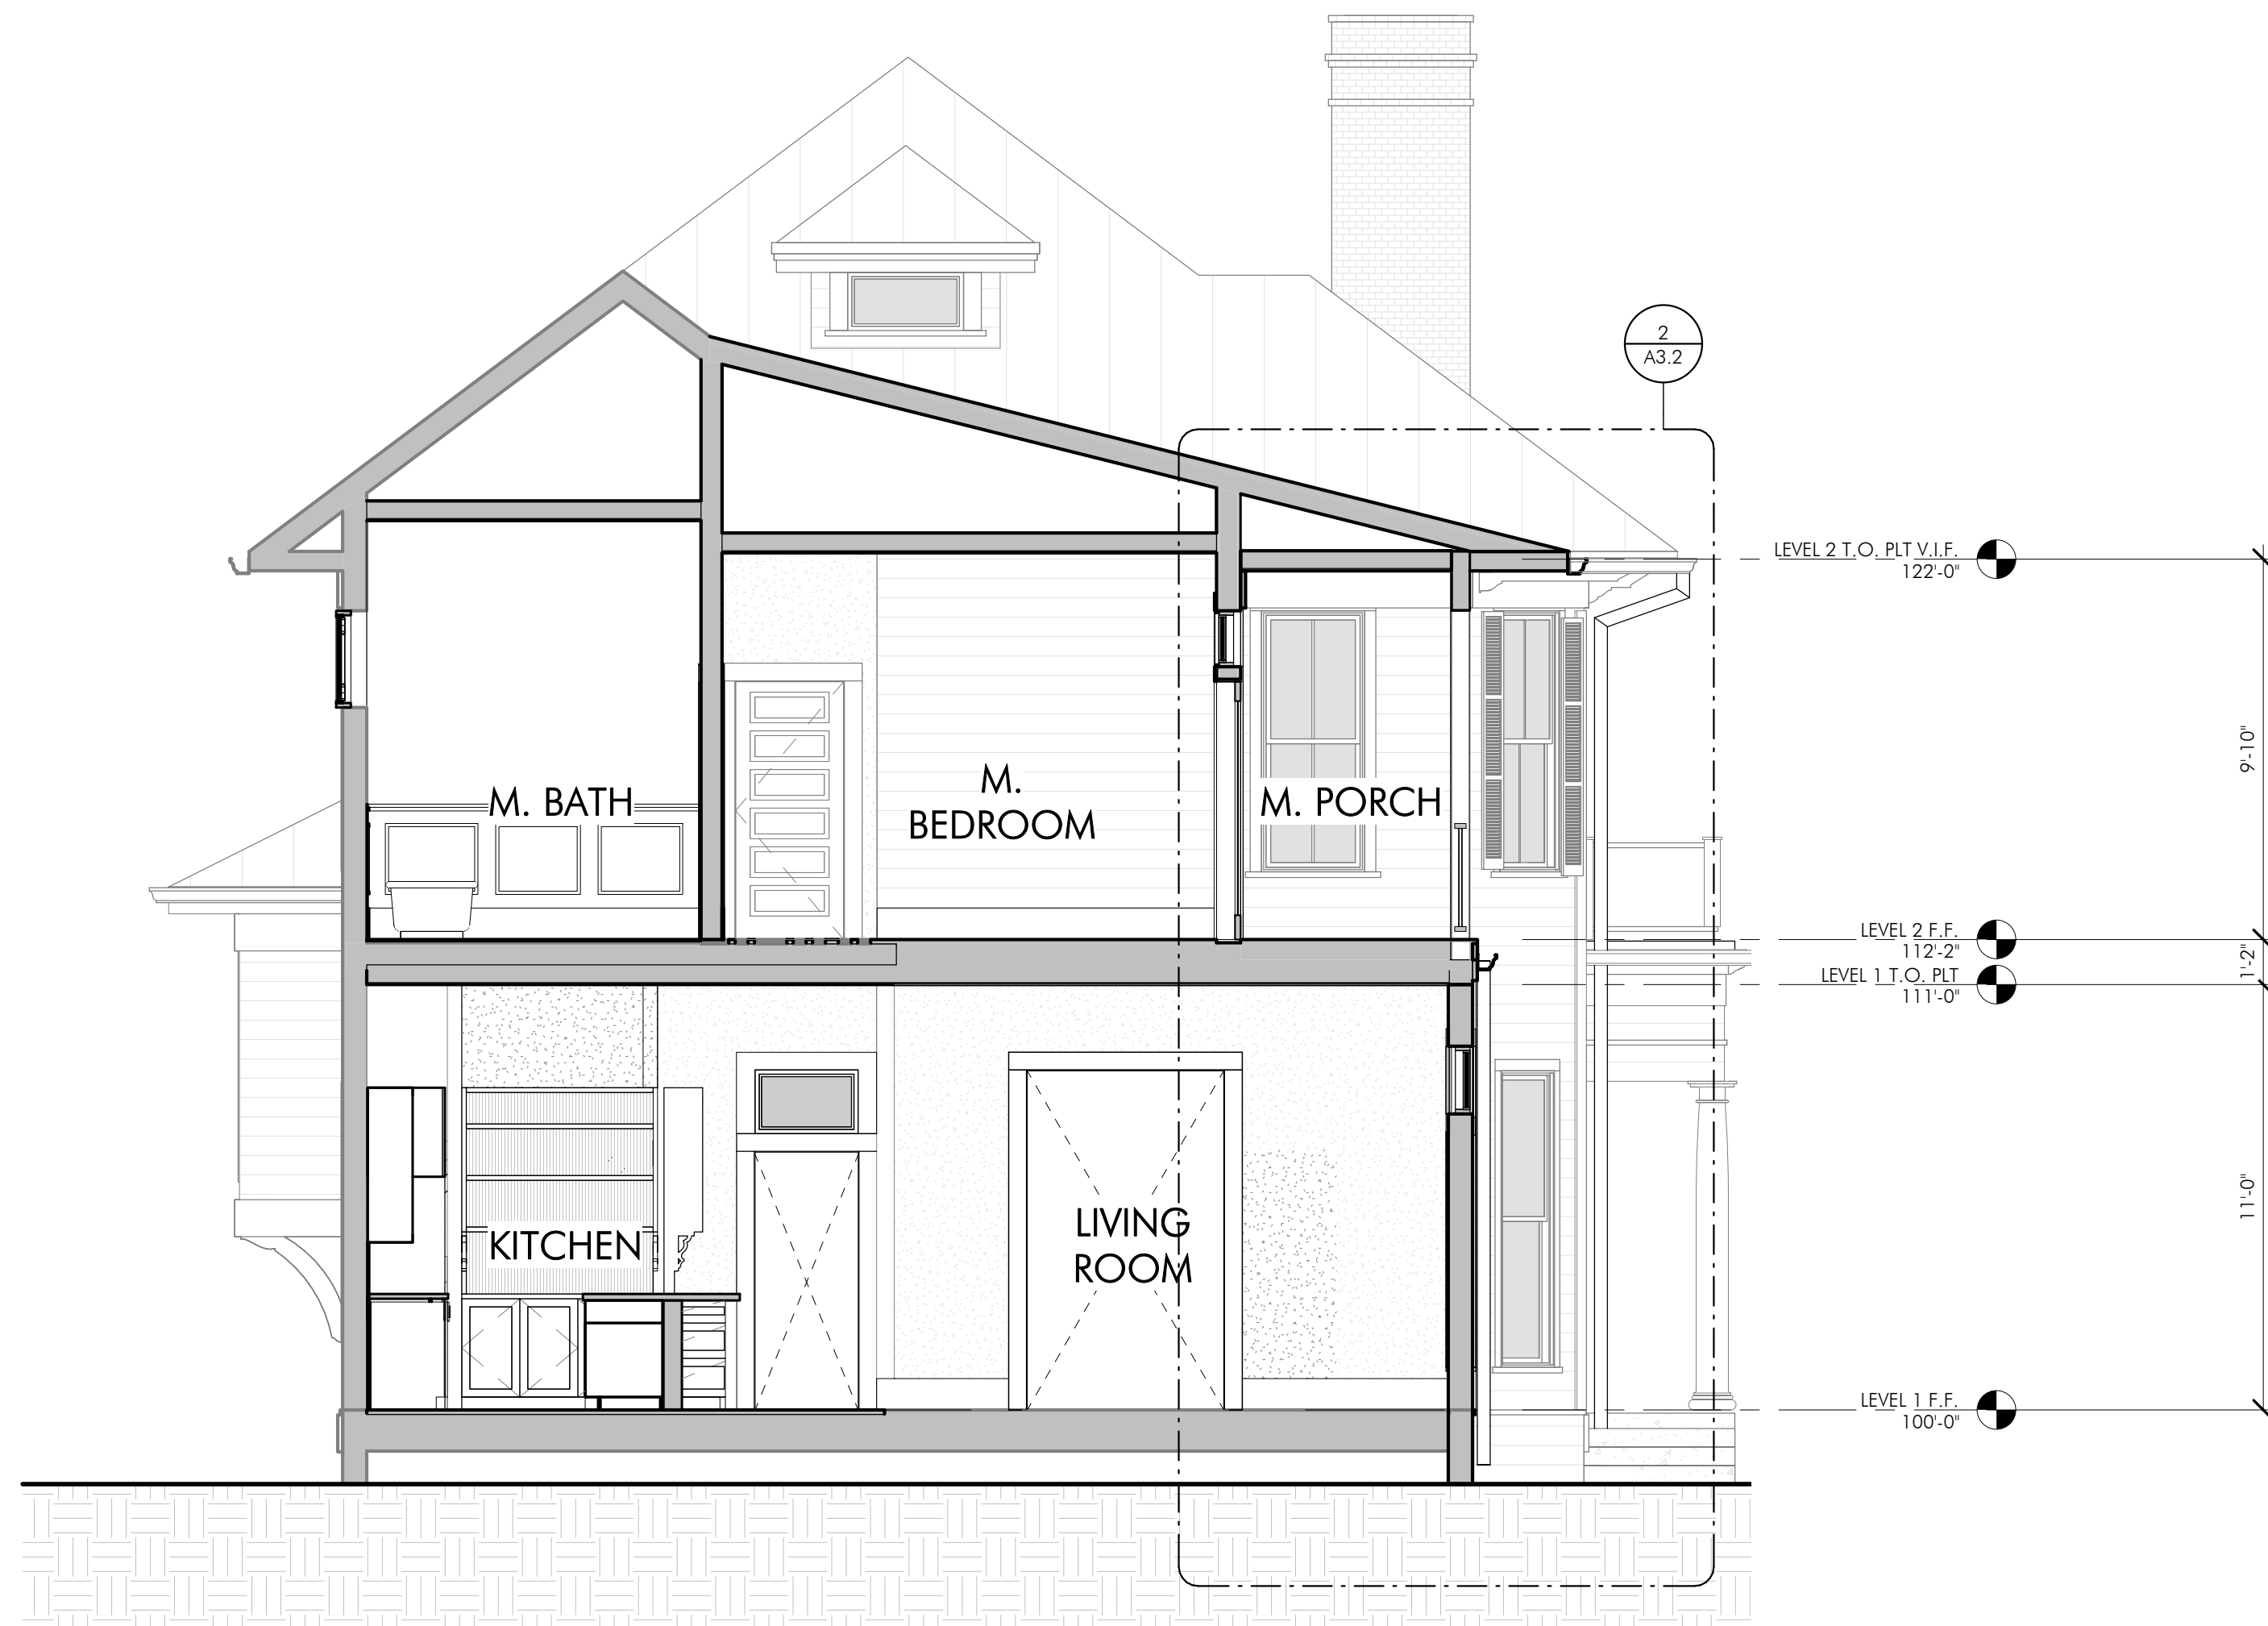 2
A3.2
LEVEL 2 T.O. PLT V.I.F.
122'-0"
9'-10"
M. BATH
M.
BEDROOM
M. PORCH
LEVEL 2 F.F.
112'-2"
1'-2"
LEVEL 1 T.O. PLT
111'-0"
11'-0"
KITCHEN
LIVING
ROOM
LEVEL 1 F.F.
100'-0"